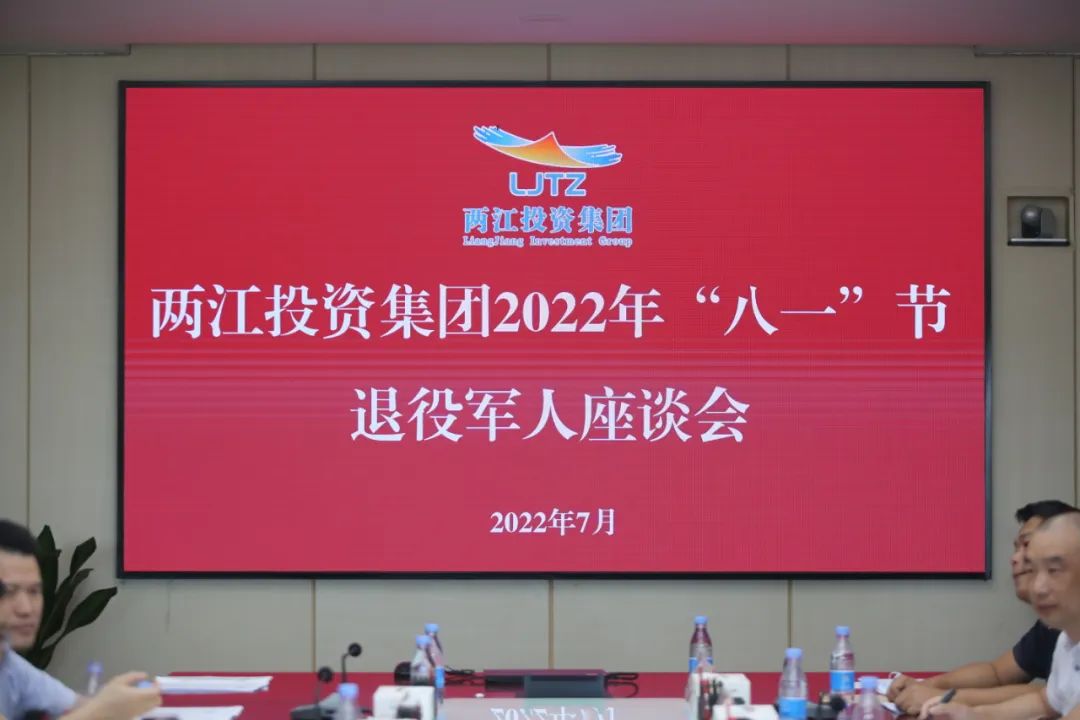 LJTZ
两江投资集团
LiangJiang Investment Group
两江投资集团2022年“八一”节
退役军人座谈会
2022年7月